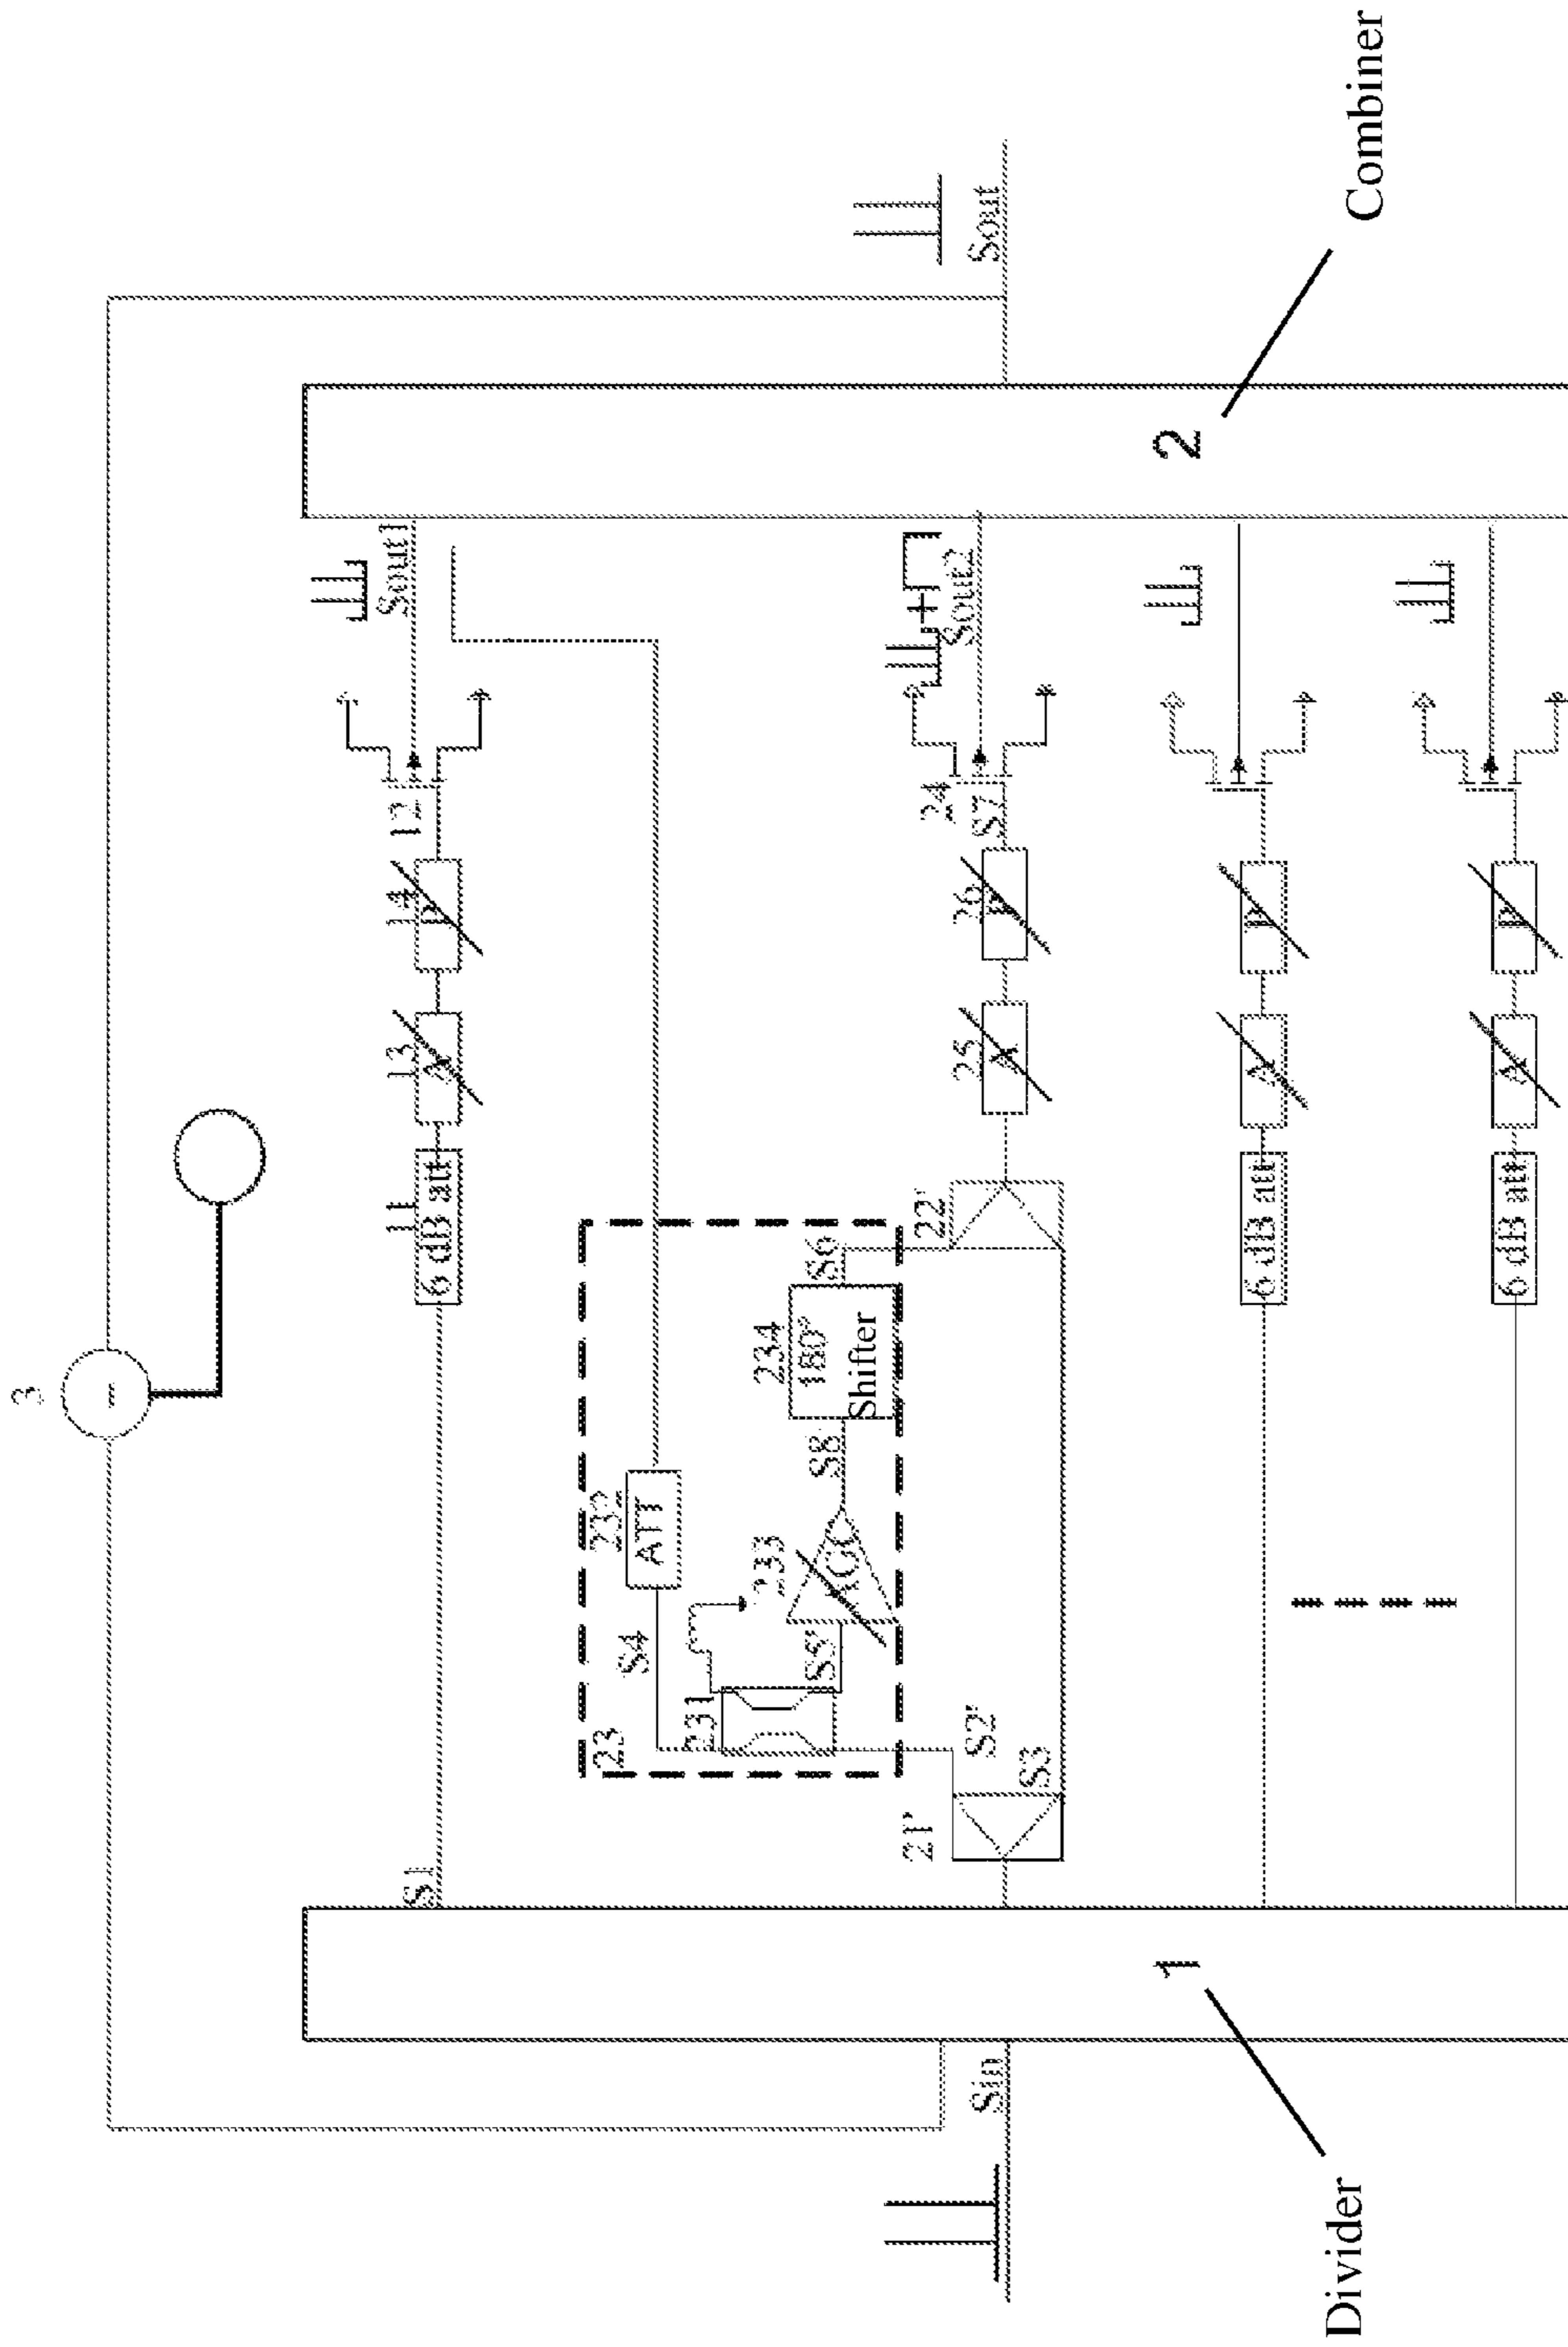 3
11
6 dB att
13
A
14
P
12
Sout1
S1
23
S4
232
ATT
231
S5'
233
AGC
S8
234
180°
Shifter
S6
21'
S2'
S3
22'
25
A
26
P
24
S7
Sout2
+
Sin
Sout
1
2
6 dB att
A
P
6 dB att
A
P
Divider
Combiner